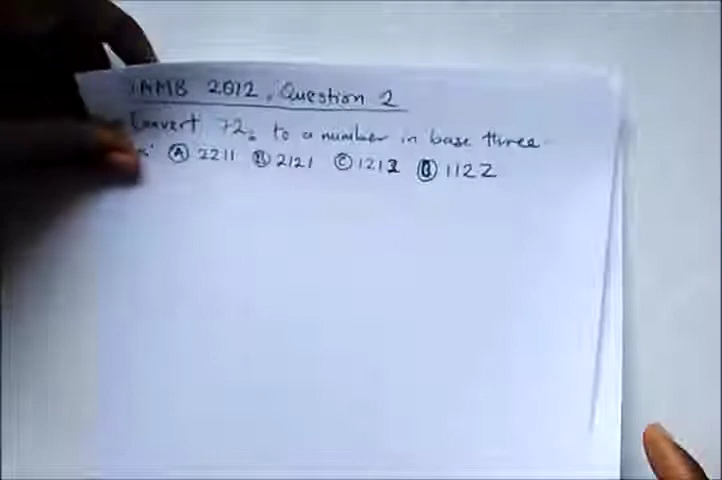 JAMB 2012, Question 2
Convert 72₈ to a number in base three
(A) 2211 (B) 2121 (C) 1212 (D) 1122